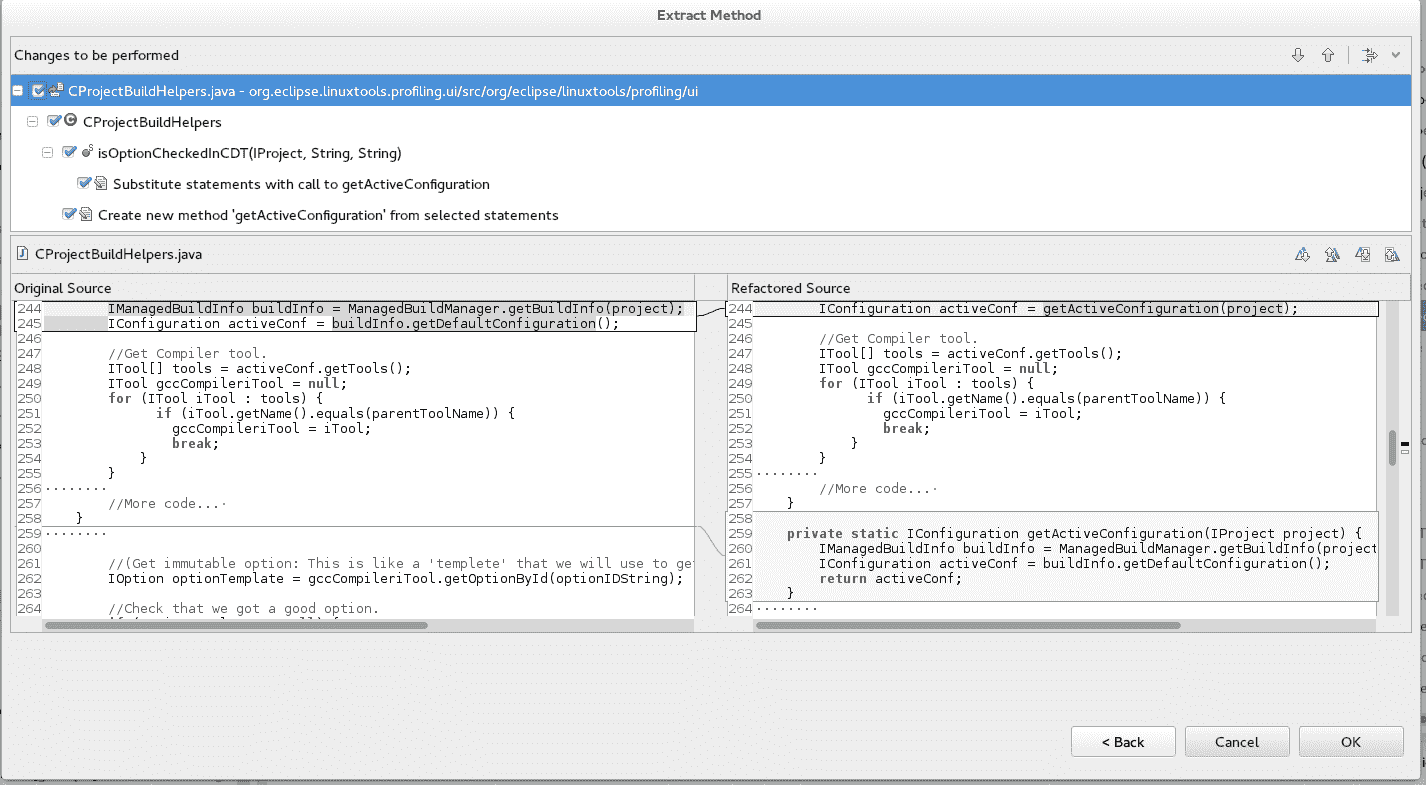 Extract Method
Changes to be performed
CProjectBuildHelpers.java - org.eclipse.linuxtools.profiling.ui/src/org/eclipse/linuxtools/profiling/ui
CProjectBuildHelpers
isOptionCheckedInCDT(IProject, String, String)
Substitute statements with call to getActiveConfiguration
Create new method 'getActiveConfiguration' from selected statements
CProjectBuildHelpers.java
Original Source
244 IManagedBuildInfo buildInfo = ManagedBuildManager.getBuildInfo(project);
245 IConfiguration activeConf = buildInfo.getDefaultConfiguration();
246
247 //Get Compiler tool.
248 ITool[] tools = activeConf.getTools();
249 ITool gccCompileriTool = null;
250 for (ITool iTool : tools) {
251 if (iTool.getName().equals(parentToolName)) {
252 gccCompileriTool = iTool;
253 break;
254 }
255 }
256 ········
257 //More code...·
258 }
259 ········
260
261 //(Get immutable option: This is like a 'templete' that we will use to ge
262 IOption optionTemplate = gccCompileriTool.getOptionById(optionIDString);
263
264 //Check that we got a good option.
Refactored Source
244 IConfiguration activeConf = getActiveConfiguration(project);
245
246 //Get Compiler tool.
247 ITool[] tools = activeConf.getTools();
248 ITool gccCompileriTool = null;
249 for (ITool iTool : tools) {
250 if (iTool.getName().equals(parentToolName)) {
251 gccCompileriTool = iTool;
252 break;
253 }
254 }
255 ········
256 //More code...·
257 }
258
259 private static IConfiguration getActiveConfiguration(IProject project) {
260 IManagedBuildInfo buildInfo = ManagedBuildManager.getBuildInfo(project
261 IConfiguration activeConf = buildInfo.getDefaultConfiguration();
262 return activeConf;
263 }
264 ········
< Back
Cancel
OK